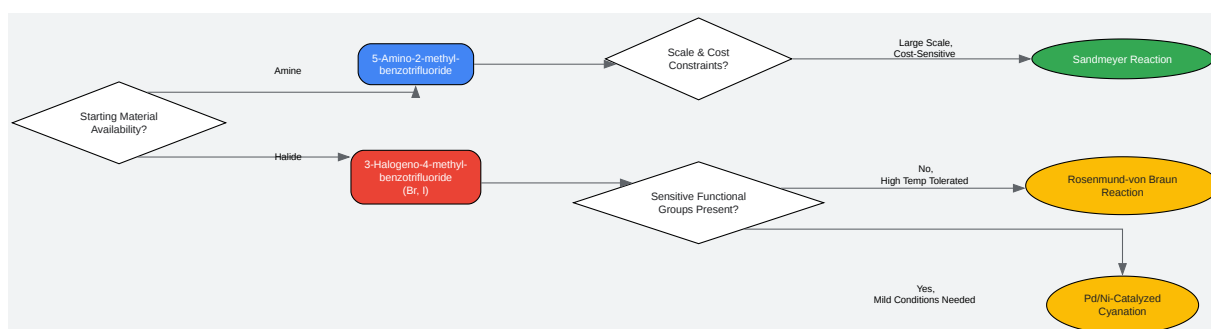 Starting Material
Availability?
Amine
Halide
5-Amino-2-methyl-
benzotrifluoride
3-Halogeno-4-methyl-
benzotrifluoride
(Br, I)
Scale & Cost
Constraints?
Large Scale,
Cost-Sensitive
Sandmeyer Reaction
Sensitive Functional
Groups Present?
No,
High Temp Tolerated
Rosenmund-von Braun
Reaction
Yes,
Mild Conditions Needed
Pd/Ni-Catalyzed
Cyanation